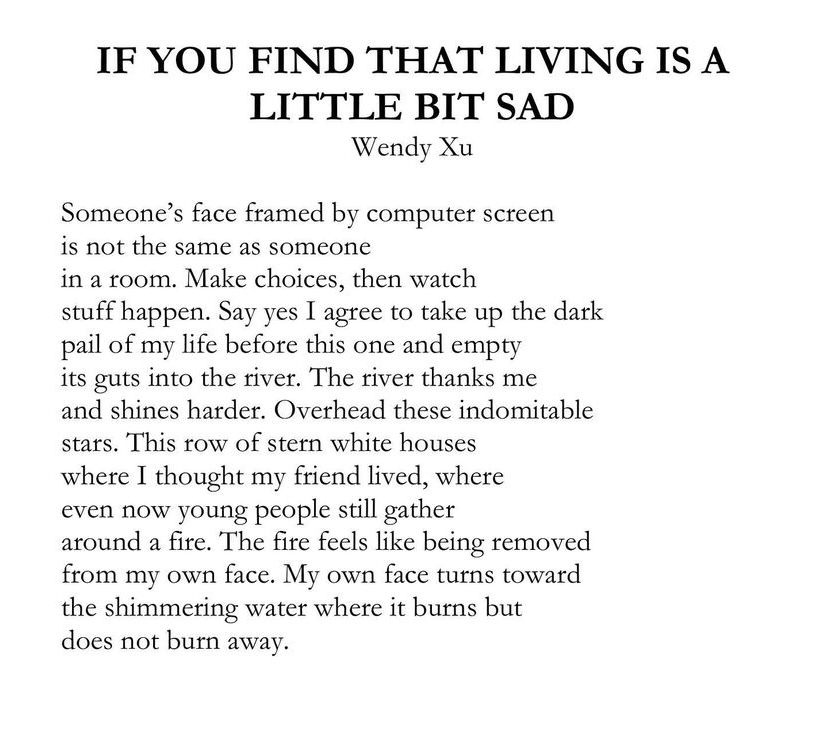 IF YOU FIND THAT LIVING IS A
LITTLE BIT SAD
Wendy Xu
Someone’s face framed by computer screen
is not the same as someone
in a room. Make choices, then watch
stuff happen. Say yes I agree to take up the dark
pail of my life before this one and empty
its guts into the river. The river thanks me
and shines harder. Overhead these indomitable
stars. This row of stern white houses
where I thought my friend lived, where
even now young people still gather
around a fire. The fire feels like being removed
from my own face. My own face turns toward
the shimmering water where it burns but
does not burn away.